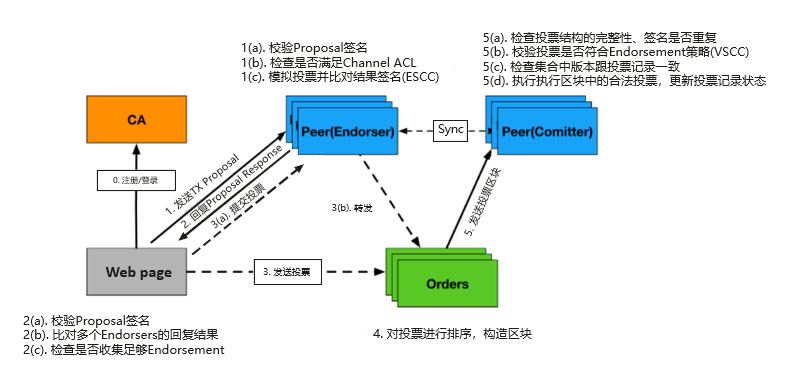 1(a). 校验Proposal签名
1(b). 检查是否满足Channel ACL
1(c). 模拟投票并比对结果签名(ESCC)
5(a). 检查投票结构的完整性、签名是否重复
5(b). 校验投票是否符合Endorsement策略(VSCC)
5(c). 检查集合中版本跟投票记录一致
5(d). 执行执行区块中的合法投票，更新投票记录状态
CA
Peer(Endorser)
Sync
Peer(Comitter)
0. 注册/登录
1. 发送TX Proposal
2. 回复Proposal Response
3(a). 提交投票
3(b). 转发
5. 发送投票区块
Web page
3. 发送投票
Orders
2(a). 校验Proposal签名
2(b). 比对多个Endorsers的回复结果
2(c). 检查是否收集足够Endorsement
4. 对投票进行排序，构造区块